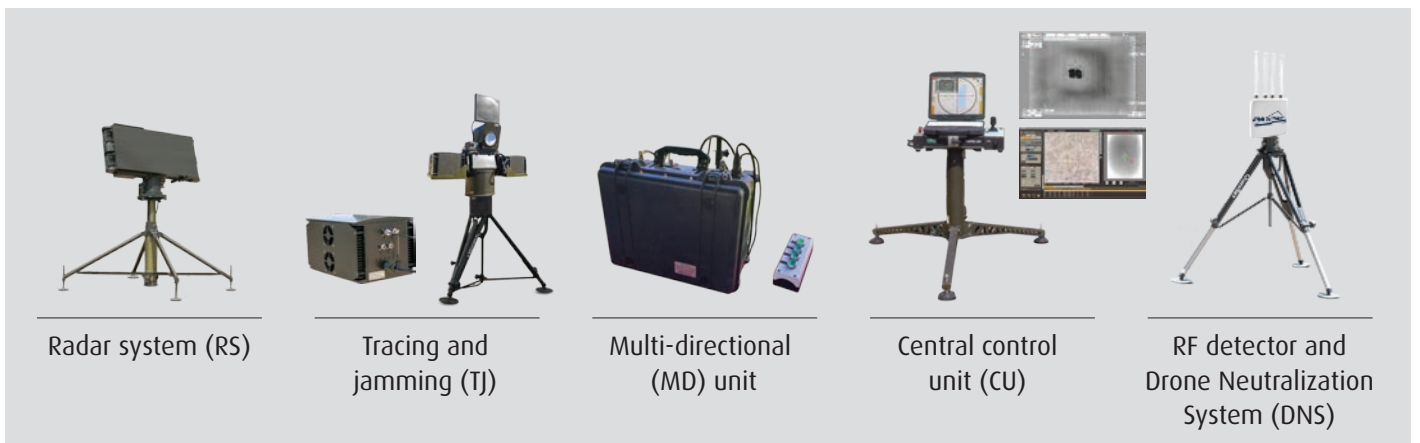 Radar system (RS)
Tracing and
jamming (TJ)
Multi-directional
(MD) unit
Central control
unit (CU)
RF detector and
Drone Neutralization
System (DNS)